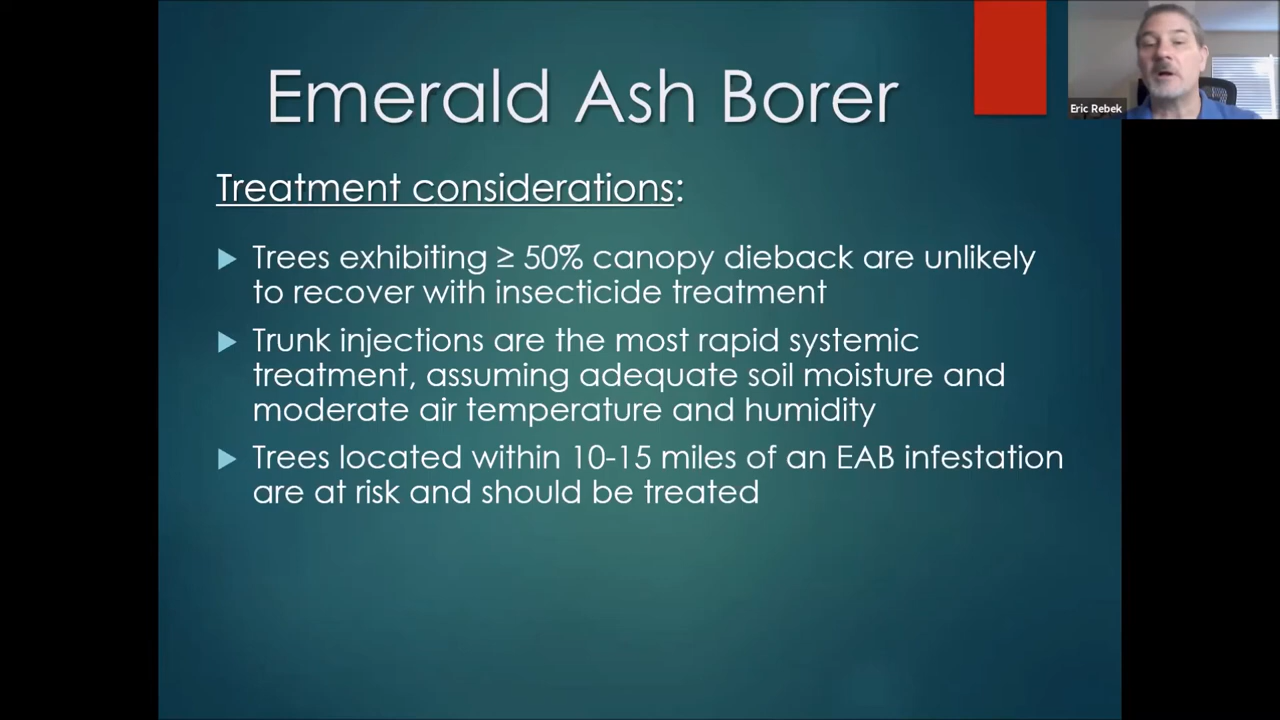 Emerald Ash Borer
Eric Rebek
Treatment considerations:
Trees exhibiting ≥ 50% canopy dieback are unlikely
to recover with insecticide treatment
Trunk injections are the most rapid systemic
treatment, assuming adequate soil moisture and
moderate air temperature and humidity
Trees located within 10-15 miles of an EAB infestation
are at risk and should be treated